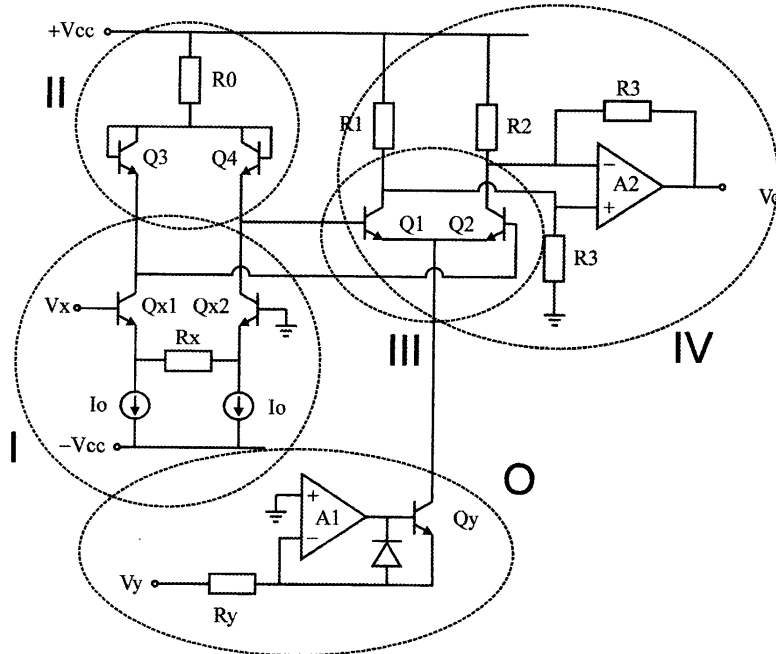 +Vcc
II
R0
R1
R2
R3
Q3
Q4
A2
−
+
Q1
Q2
R3
Vx
Qx1
Qx2
Rx
III
IV
Io
Io
I
−Vcc
O
+
A1
−
Qy
Vy
Ry